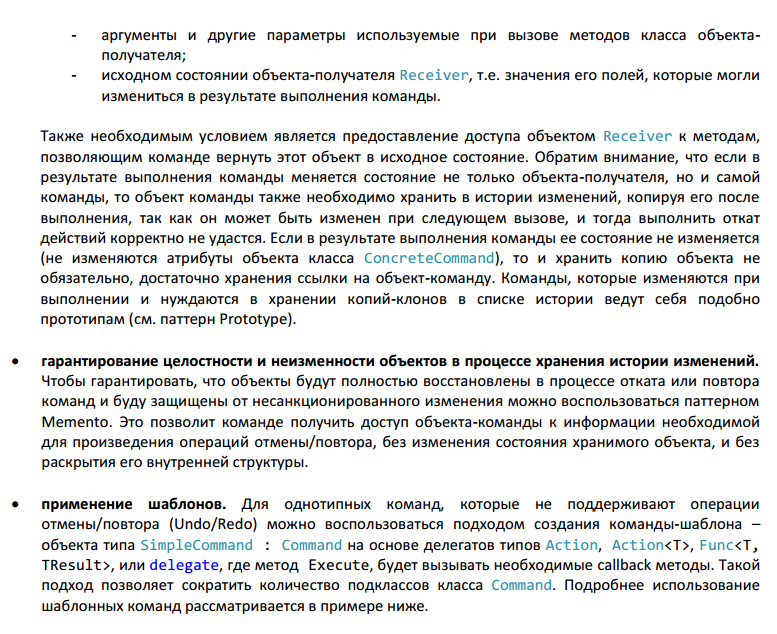 - аргументы и другие параметры используемые при вызове методов класса объекта-
получателя;
- исходном состоянии объекта-получателя Receiver, т.е. значения его полей, которые могли
измениться в результате выполнения команды.
Также необходимым условием является предоставление доступа объектом Receiver к методам,
позволяющим команде вернуть этот объект в исходное состояние. Обратим внимание, что если в
результате выполнения команды меняется состояние не только объекта-получателя, но и самой
команды, то объект команды также необходимо хранить в истории изменений, копируя его после
выполнения, так как он может быть изменен при следующем вызове, и тогда выполнить откат
действий корректно не удастся. Если в результате выполнения команды ее состояние не изменяется
(не изменяются атрибуты объекта класса ConcreteCommand), то и хранить копию объекта не
обязательно, достаточно хранения ссылки на объект-команду. Команды, которые изменяются при
выполнении и нуждаются в хранении копий-клонов в списке истории ведут себя подобно
прототипам (см. паттерн Prototype).
• гарантирование целостности и неизменности объектов в процессе хранения истории изменений.
Чтобы гарантировать, что объекты будут полностью восстановлены в процессе отката или повтора
команд и буду защищены от несанкционированного изменения можно воспользоваться паттерном
Memento. Это позволит команде получить доступ объекта-команды к информации необходимой
для произведения операций отмены/повтора, без изменения состояния хранимого объекта, и без
раскрытия его внутренней структуры.
• применение шаблонов. Для однотипных команд, которые не поддерживают операции
отмены/повтора (Undo/Redo) можно воспользоваться подходом создания команды-шаблона –
объекта типа SimpleCommand : Command на основе делегатов типов Action, Action<T>, Func<T,
TResult>, или delegate, где метод Execute, будет вызывать необходимые callback методы. Такой
подход позволяет сократить количество подклассов класса Command. Подробнее использование
шаблонных команд рассматривается в примере ниже.